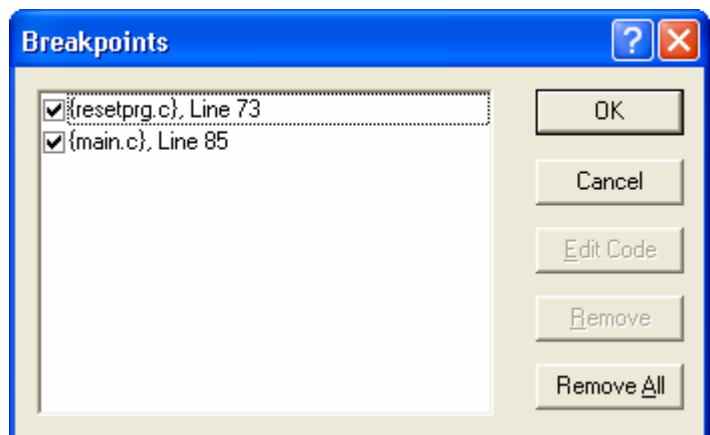 Breakpoints
{resetprg.c}, Line 73
{main.c}, Line 85
OK
Cancel
Edit Code
Remove
Remove All